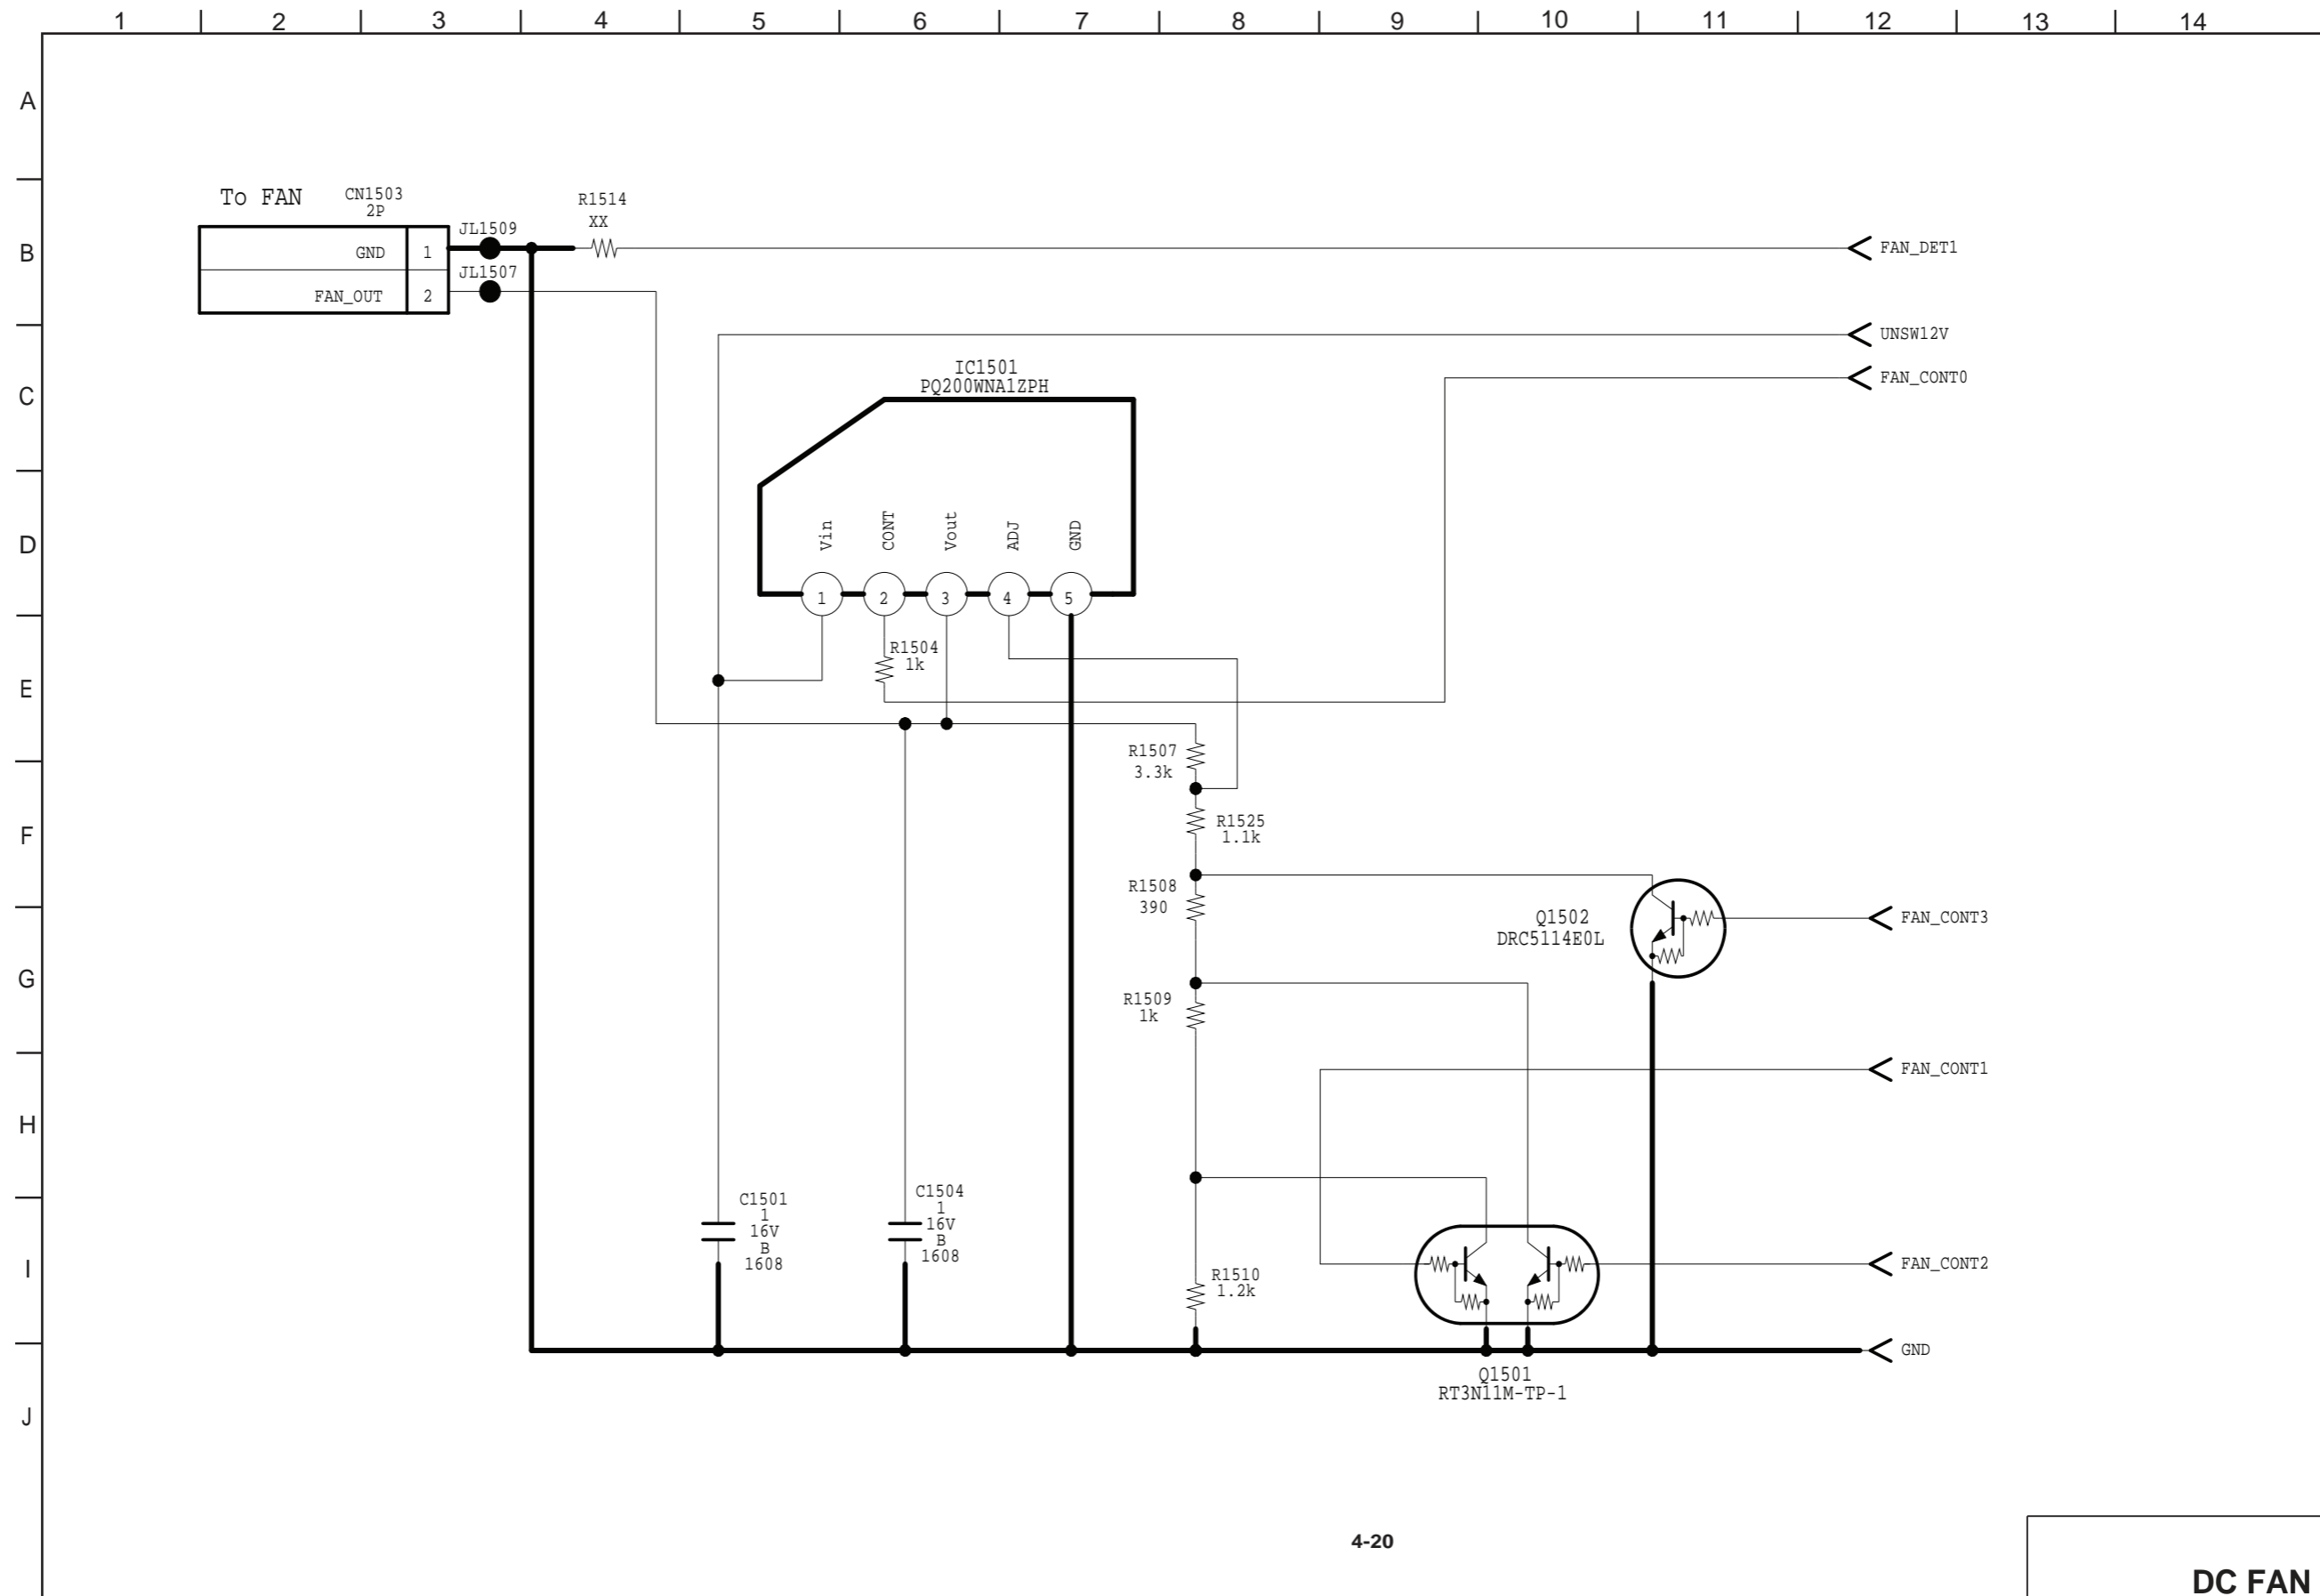 1 2 3 4 5 6 7 8 9 10 11 12 13 14
A
B
C
D
E
F
G
H
I
J
To FAN
CN1503
2P
GND 1
FAN_OUT 2
JL1509
JL1507
R1514
XX
FAN_DET1
UNSW12V
FAN_CONT0
IC1501
PQ200WNA1ZPH
Vin
CONT
Vout
ADJ
GND
1 2 3 4 5
R1504
1k
R1507
3.3k
R1525
1.1k
R1508
390
Q1502
DRC5114E0L
FAN_CONT3
R1509
1k
FAN_CONT1
C1501
1
16V
B
1608
C1504
1
16V
B
1608
R1510
1.2k
FAN_CONT2
GND
Q1501
RT3N11M-TP-1
4-20
DC FAN